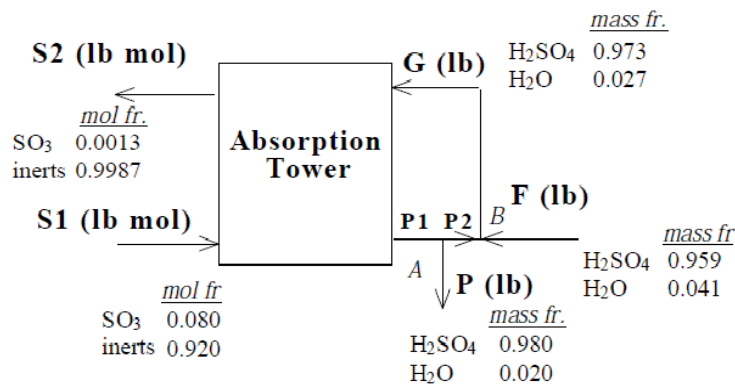 mass fr.
S2 (lb mol)
G (lb)
H₂SO₄ 0.973
H₂O 0.027
mol fr.
SO₃ 0.0013
inerts 0.9987
Absorption
Tower
S1 (lb mol)
P1 P2 B
F (lb)
mass fr
H₂SO₄ 0.959
H₂O 0.041
A
P (lb)
mol fr
SO₃ 0.080
inerts 0.920
mass fr.
H₂SO₄ 0.980
H₂O 0.020